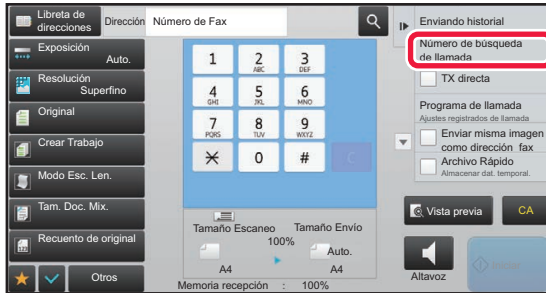 Libreta de
direcciones
Dirección
Número de Fax
Exposición
Auto.
Resolución
Superfino
Original
Crear Trabajo
Modo Esc. Len.
Tam. Doc. Mix.
Recuento de original
Otros
1
2
ABC
3
DEF
4
GHI
5
JKL
6
MNO
7
PQRS
8
TUV
9
WXYZ
0
#
C
Tamaño Escaneo
Tamaño Envío
100%
Auto.
A4
A4
Memoria recepción : 100%
Enviando historial
Número de búsqueda
de llamada
TX directa
Programa de llamada
Ajustes registrados de llamada
Enviar misma imagen
como dirección fax
Archivo Rápido
Almacenar dat. temporal.
Vista previa
CA
Altavoz